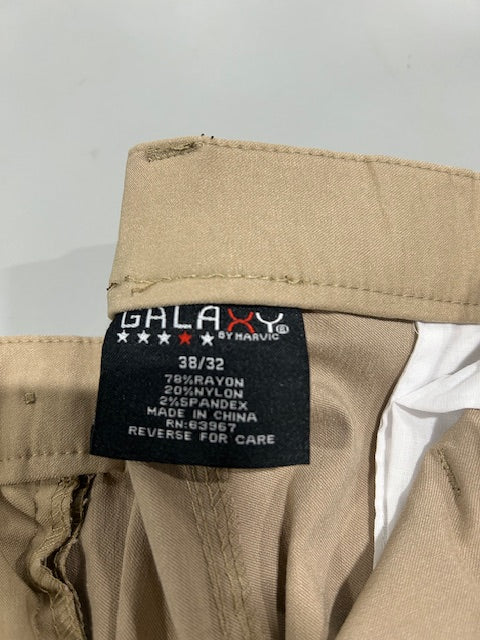 GALAXY®
BY HARVIC
38/32
78%RAYON
20%NYLON
2%SPANDEX
MADE IN CHINA
RN:63967
REVERSE FOR CARE